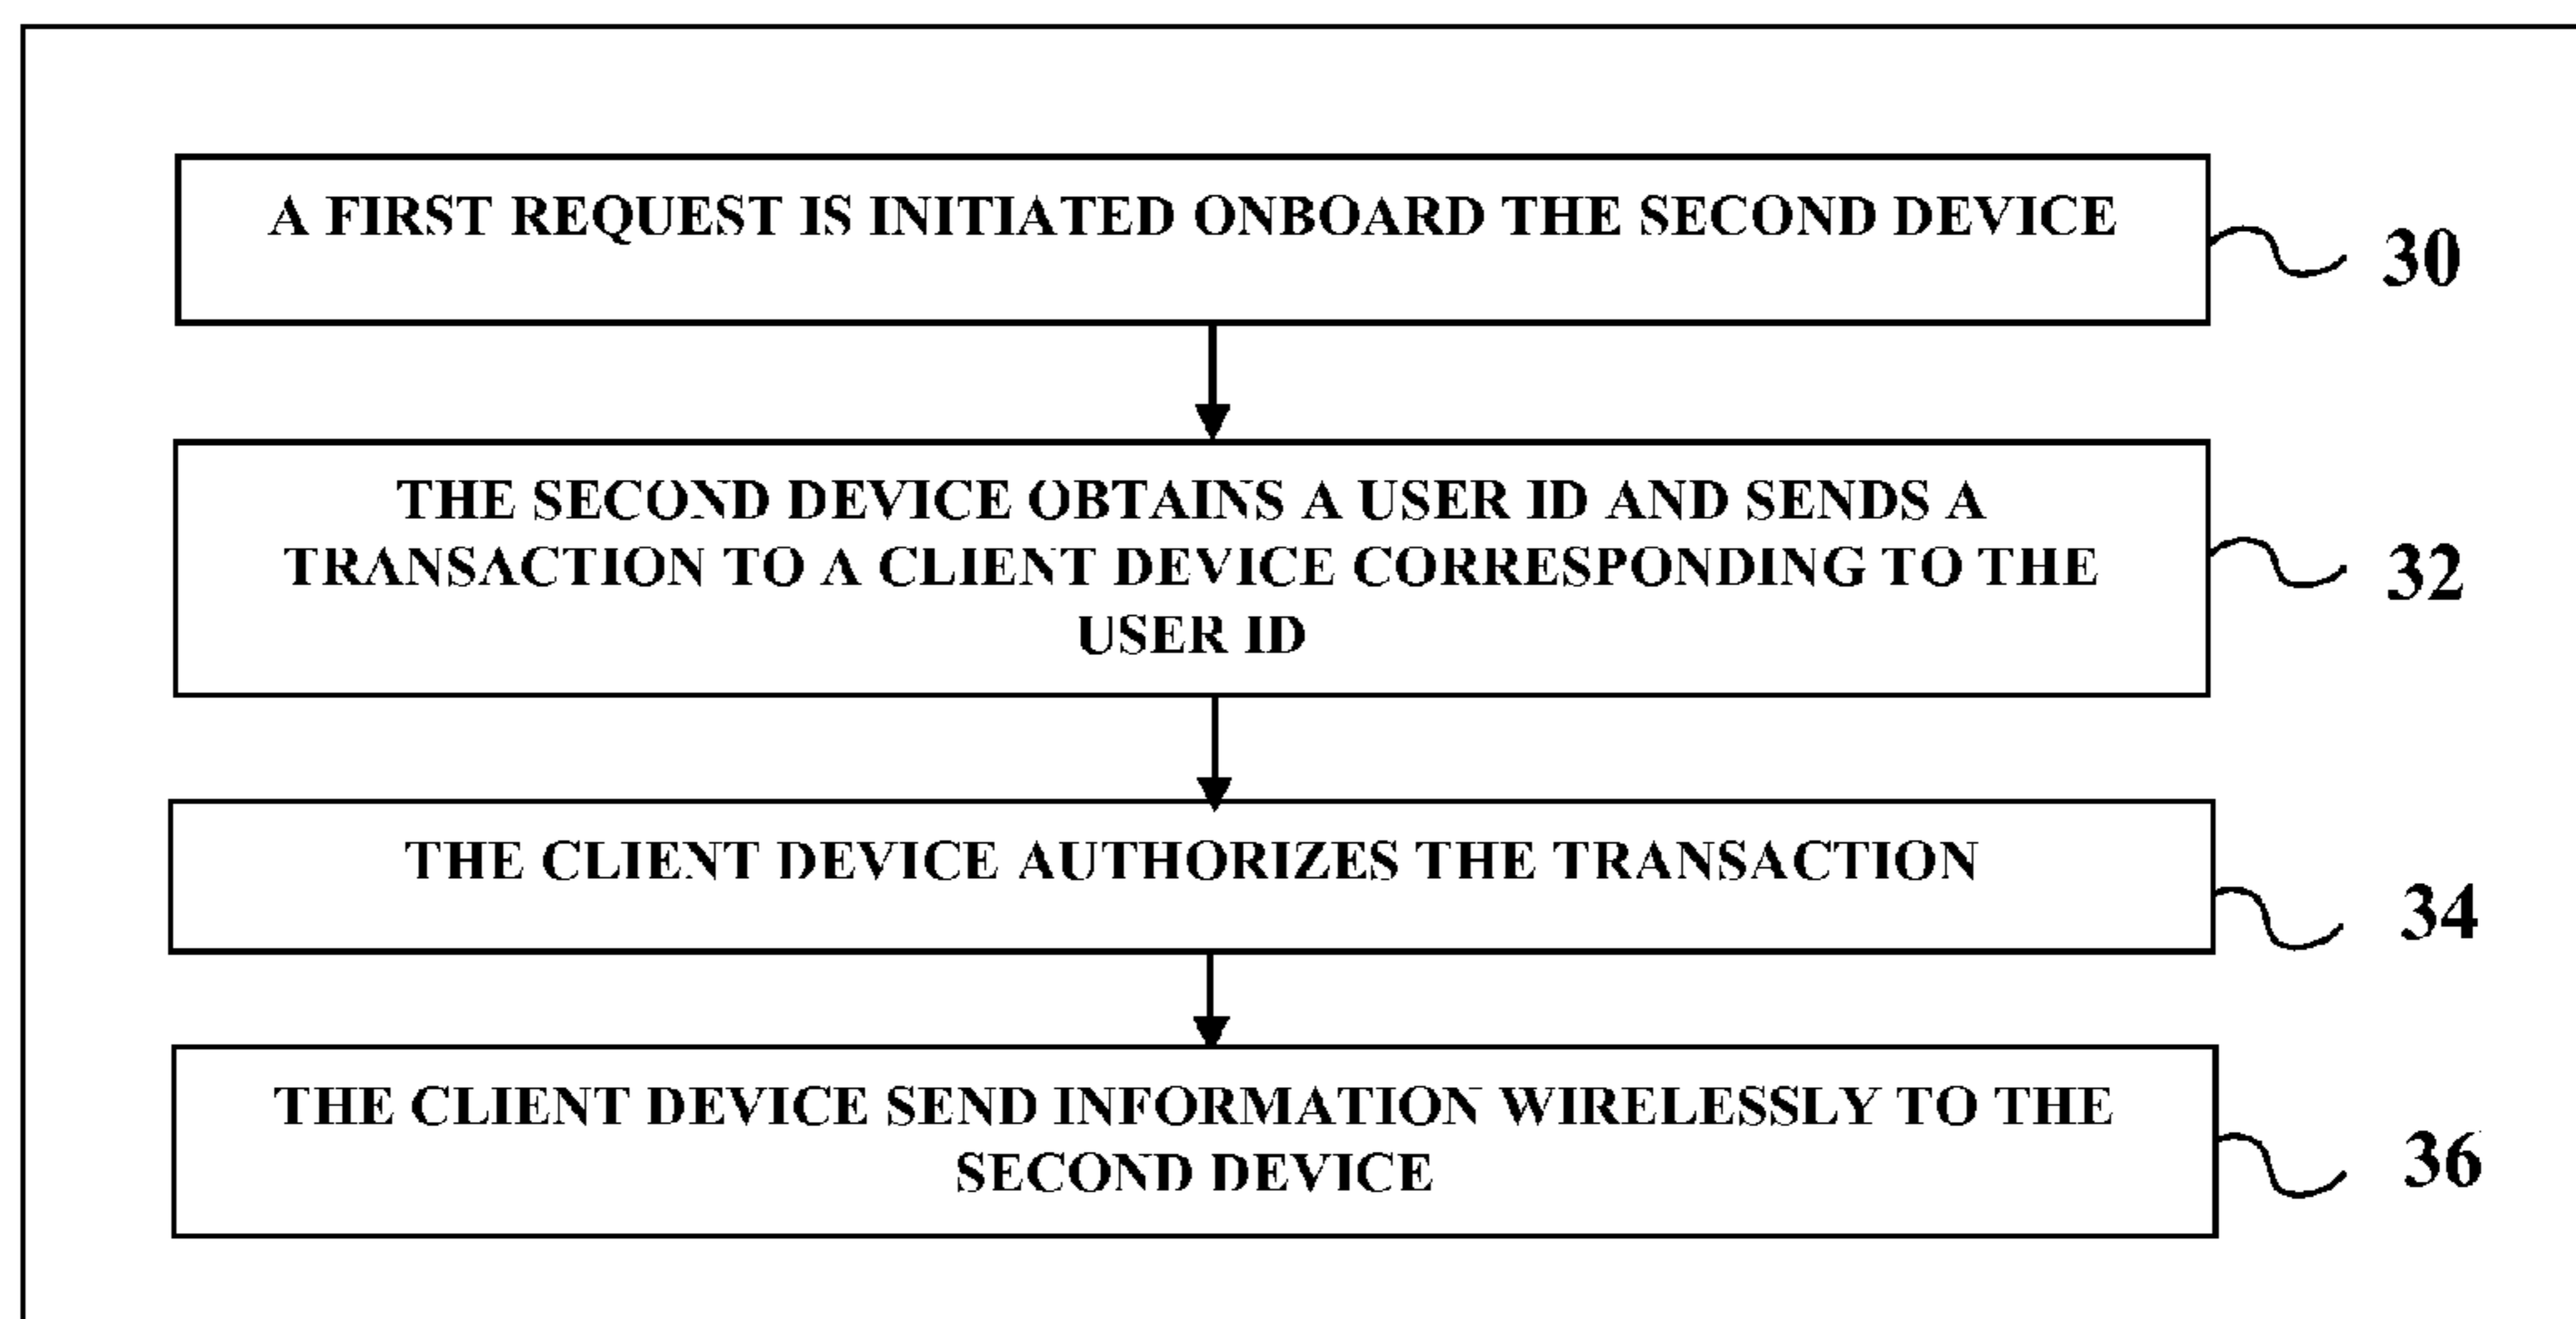 A FIRST REQUEST IS INITIATED ONBOARD THE SECOND DEVICE
30
THE SECOND DEVICE OBTAINS A USER ID AND SENDS A
TRANSACTION TO A CLIENT DEVICE CORRESPONDING TO THE
USER ID
32
THE CLIENT DEVICE AUTHORIZES THE TRANSACTION
34
THE CLIENT DEVICE SEND INFORMATION WIRELESSLY TO THE
SECOND DEVICE
36